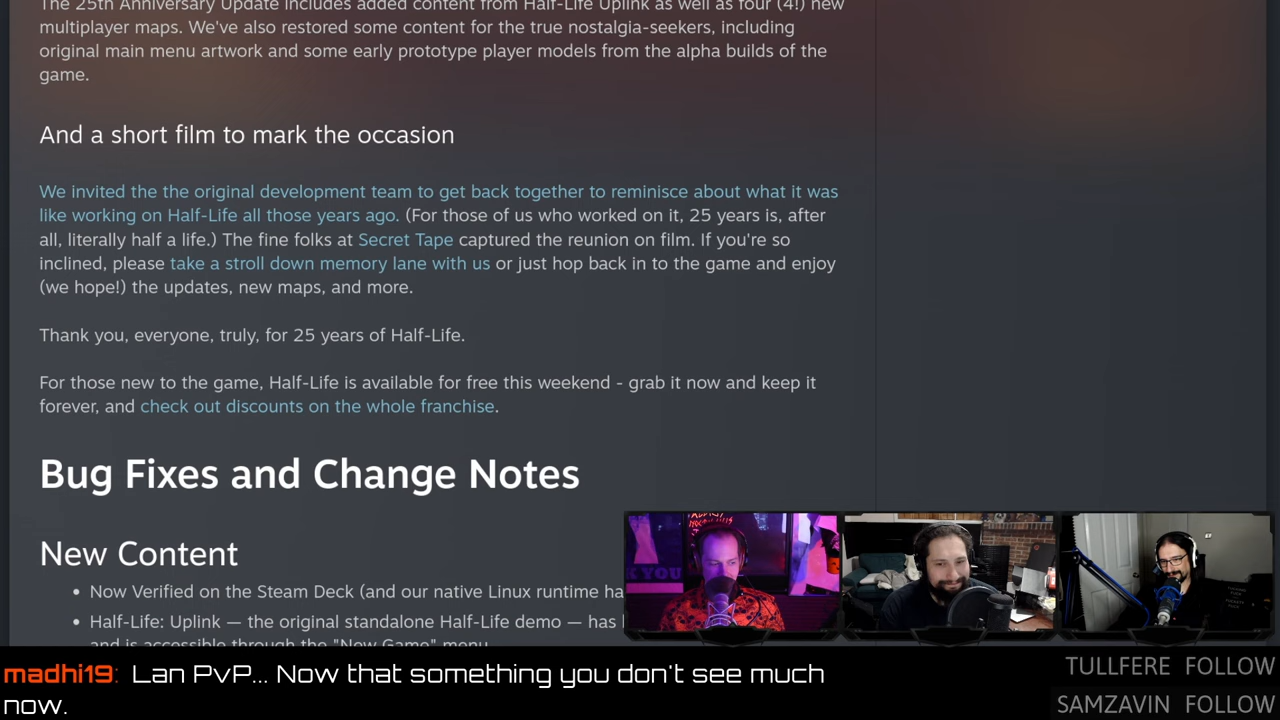 The 25th Anniversary Update includes added content from Half-Life Uplink as well as four (4!) new
multiplayer maps. We've also restored some content for the true nostalgia-seekers, including
original main menu artwork and some early prototype player models from the alpha builds of the
game.
And a short film to mark the occasion
We invited the the original development team to get back together to reminisce about what it was
like working on Half-Life all those years ago. (For those of us who worked on it, 25 years is, after
all, literally half a life.) The fine folks at Secret Tape captured the reunion on film. If you're so
inclined, please take a stroll down memory lane with us or just hop back in to the game and enjoy
(we hope!) the updates, new maps, and more.
Thank you, everyone, truly, for 25 years of Half-Life.
For those new to the game, Half-Life is available for free this weekend - grab it now and keep it
forever, and check out discounts on the whole franchise.
Bug Fixes and Change Notes
New Content
• Now Verified on the Steam Deck (and our native Linux runtime ha
• Half-Life: Uplink — the original standalone Half-Life demo — has
and is accessible through the "New Game" menu
madhi19: Lan PvP... Now that something you don't see much
now.
TULLFERE FOLLOW
SAMZAVIN FOLLOW